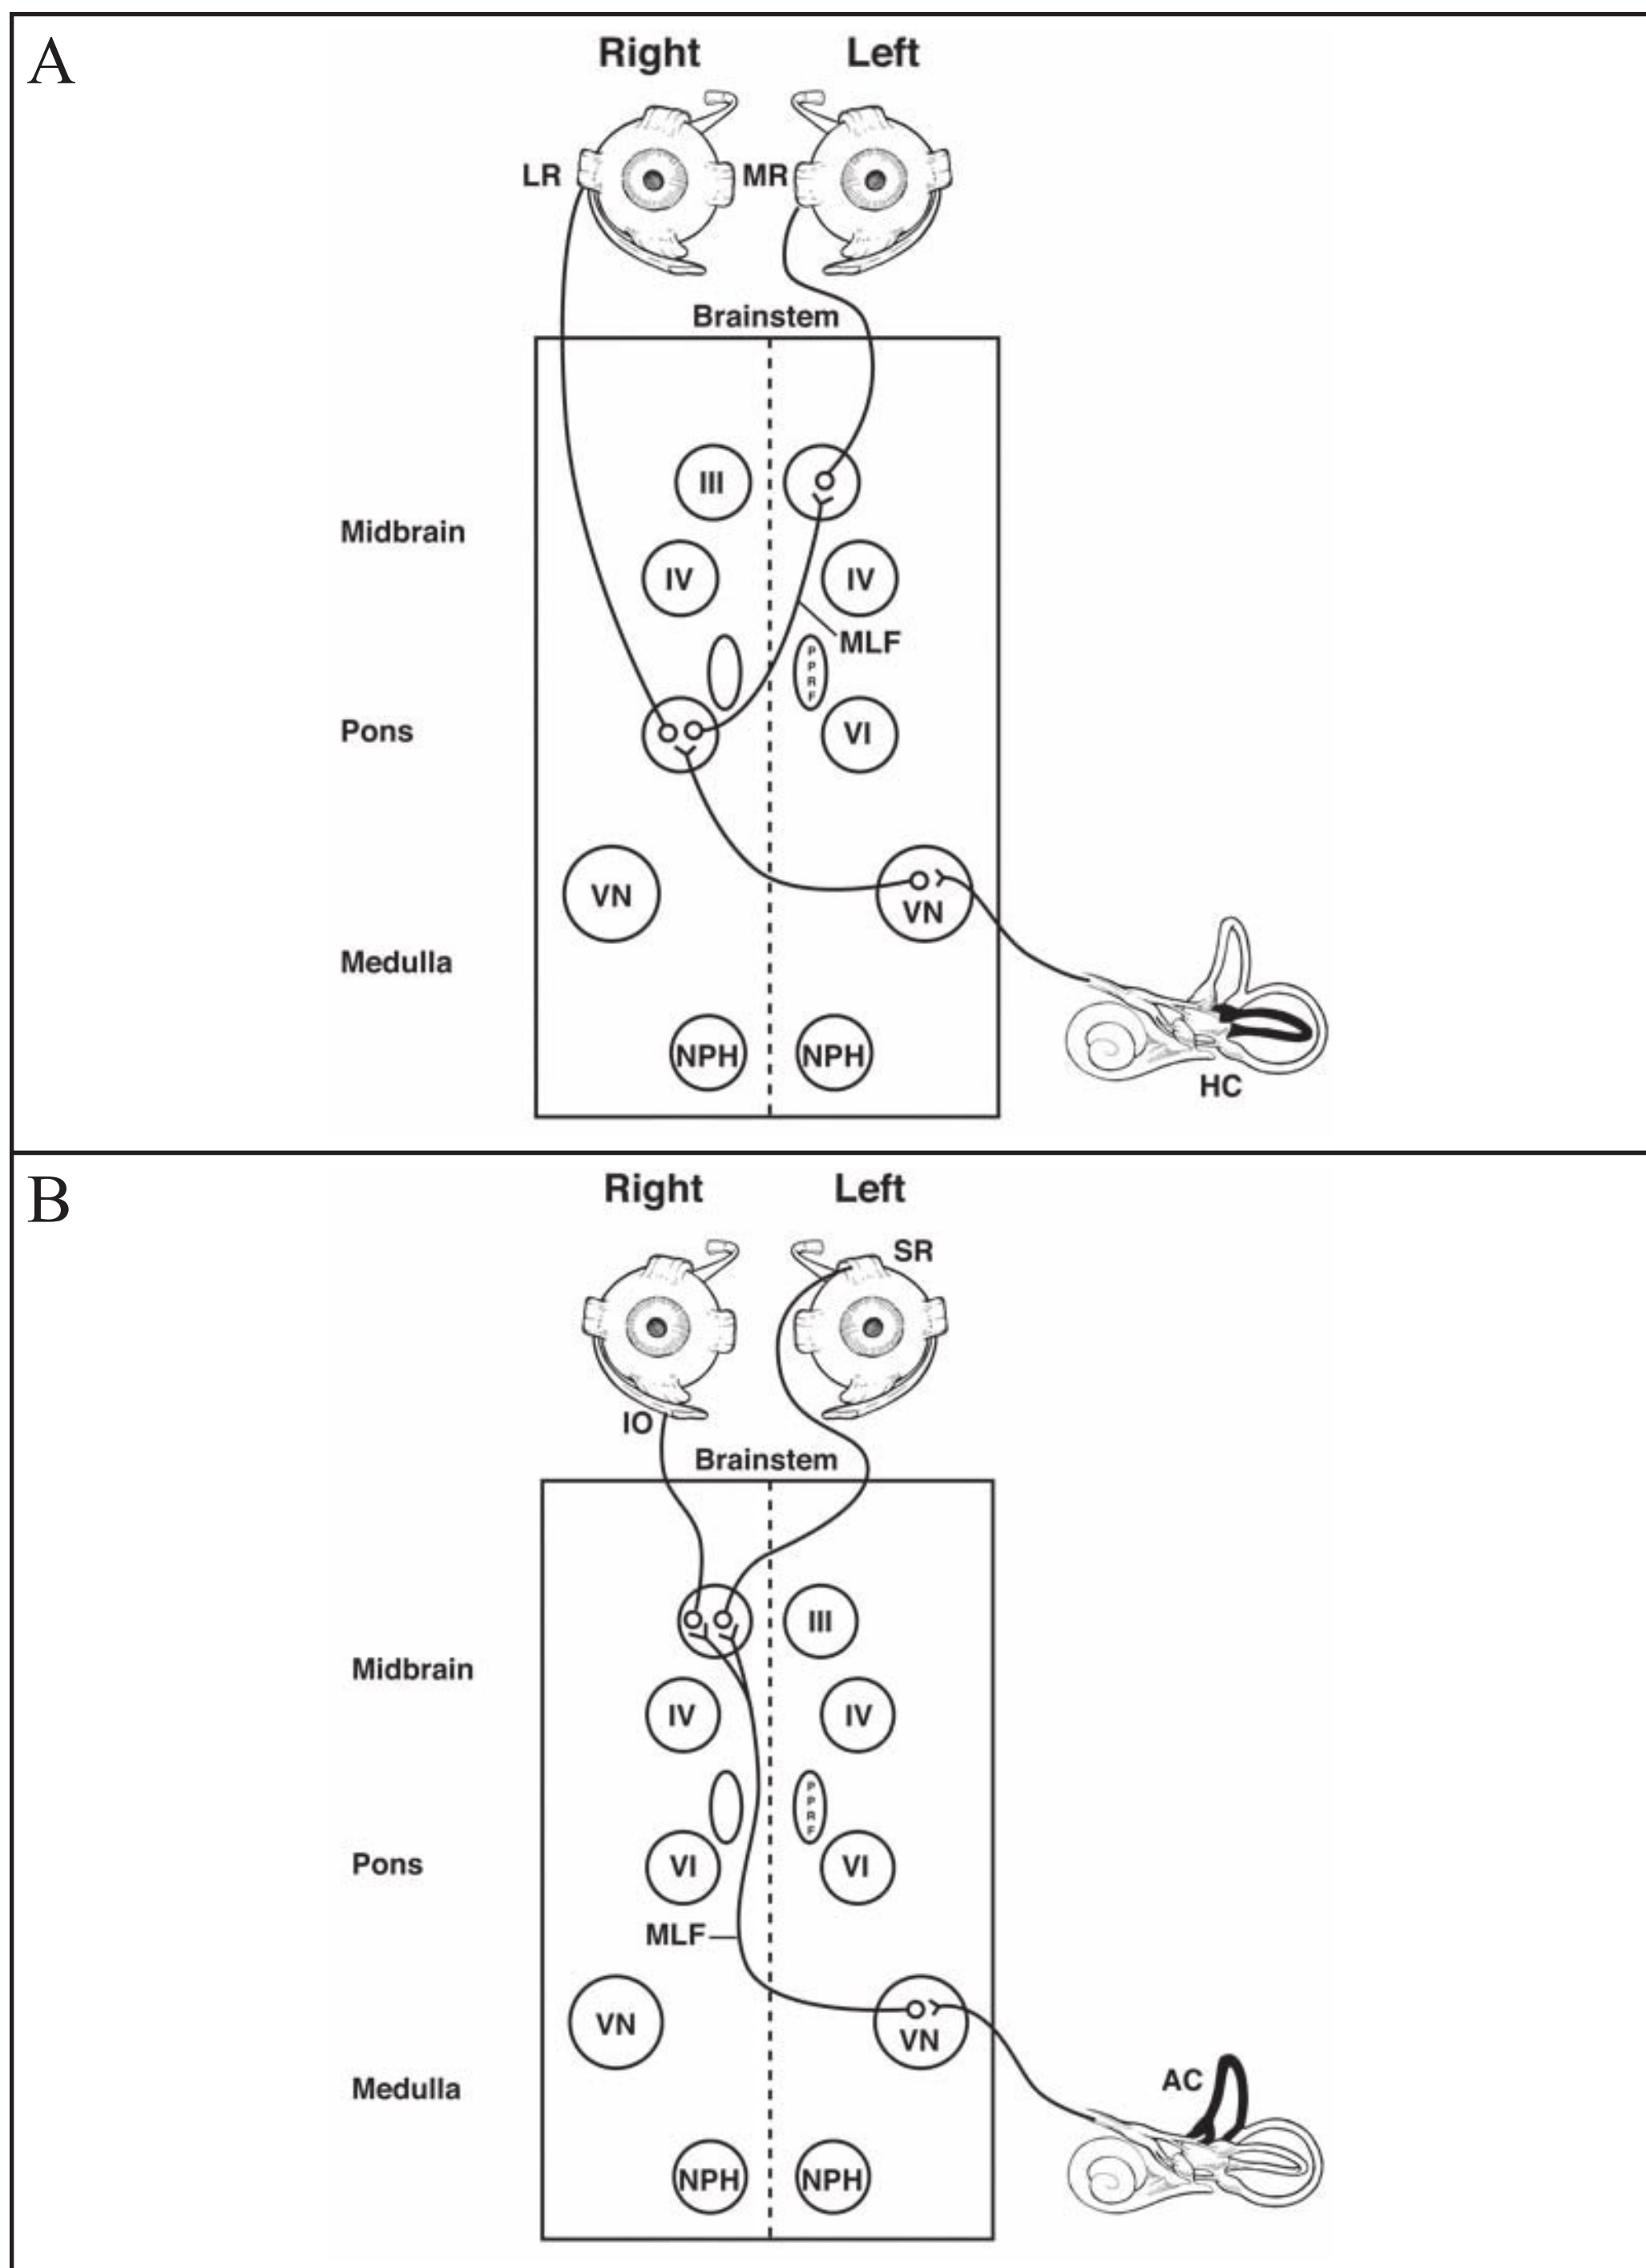 A
Right Left
LR MR
Brainstem
III
Midbrain
IV IV
MLF
PPRF
Pons
VI
VN VN
Medulla
NPH NPH
HC
B
Right Left
SR
IO
Brainstem
III
Midbrain
IV IV
PPRF
Pons
VI VI
MLF
VN VN
Medulla
AC
NPH NPH